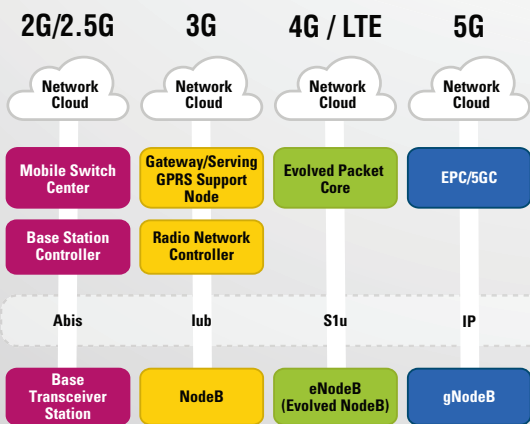 2G/2.5G
3G
4G / LTE
5G
Network
Cloud
Network
Cloud
Network
Cloud
Network
Cloud
Mobile Switch
Center
Gateway/Serving
GPRS Support
Node
Evolved Packet
Core
EPC/5GC
Base Station
Controller
Radio Network
Controller
Abis
Iub
S1u
IP
Base
Transceiver
Station
NodeB
eNodeB
(Evolved NodeB)
gNodeB